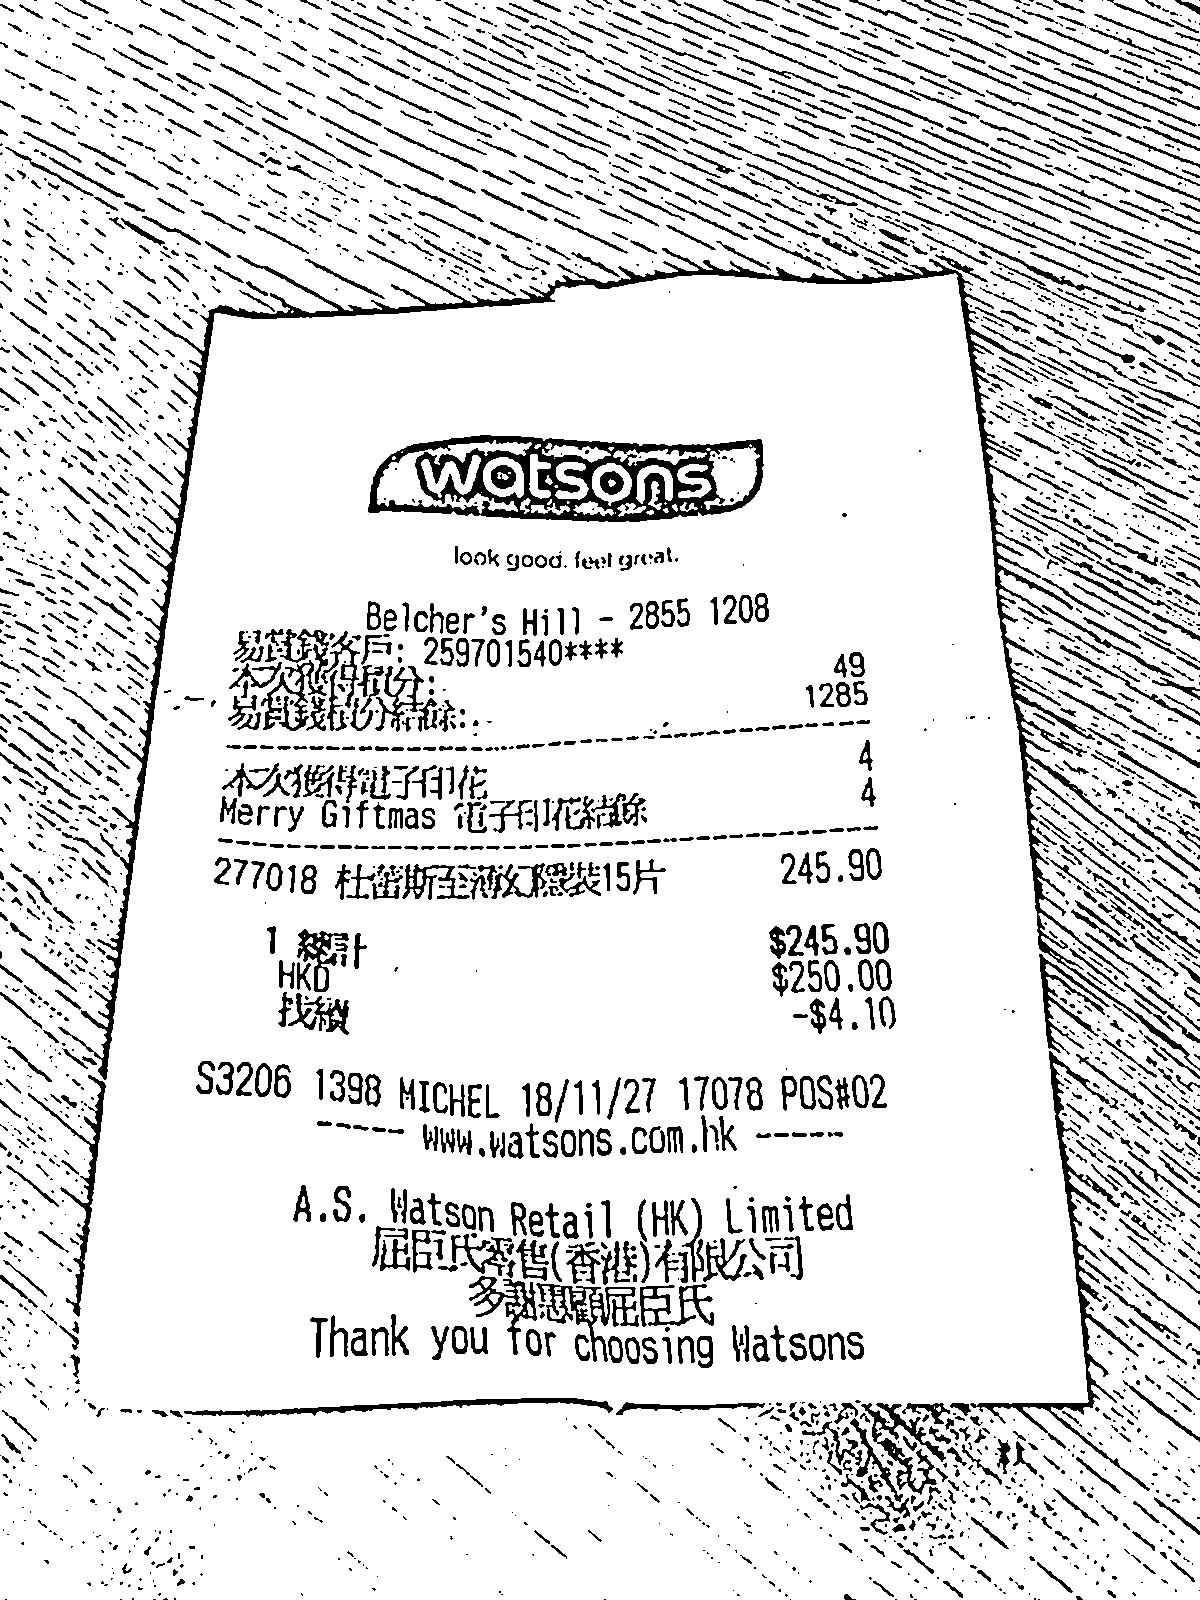 watsons
look good. feel great.
Belcher's Hill - 2855 1208
易賞錢客戶: 259701540****
本次獲得積分: 49
易賞錢積分結餘: 1285
本次獲得電子印花 4
Merry Giftmas 電子印花結餘 4
277018 杜蕾斯至薄幻隱裝15片 245.90
1 總計 $245.90
HKD $250.00
找續 -$4.10
S3206 1398 MICHEL 18/11/27 17078 POS#02
----- www.watsons.com.hk -----
A.S. Watson Retail (HK) Limited
屈臣氏零售(香港)有限公司
多謝惠顧屈臣氏
Thank you for choosing Watsons